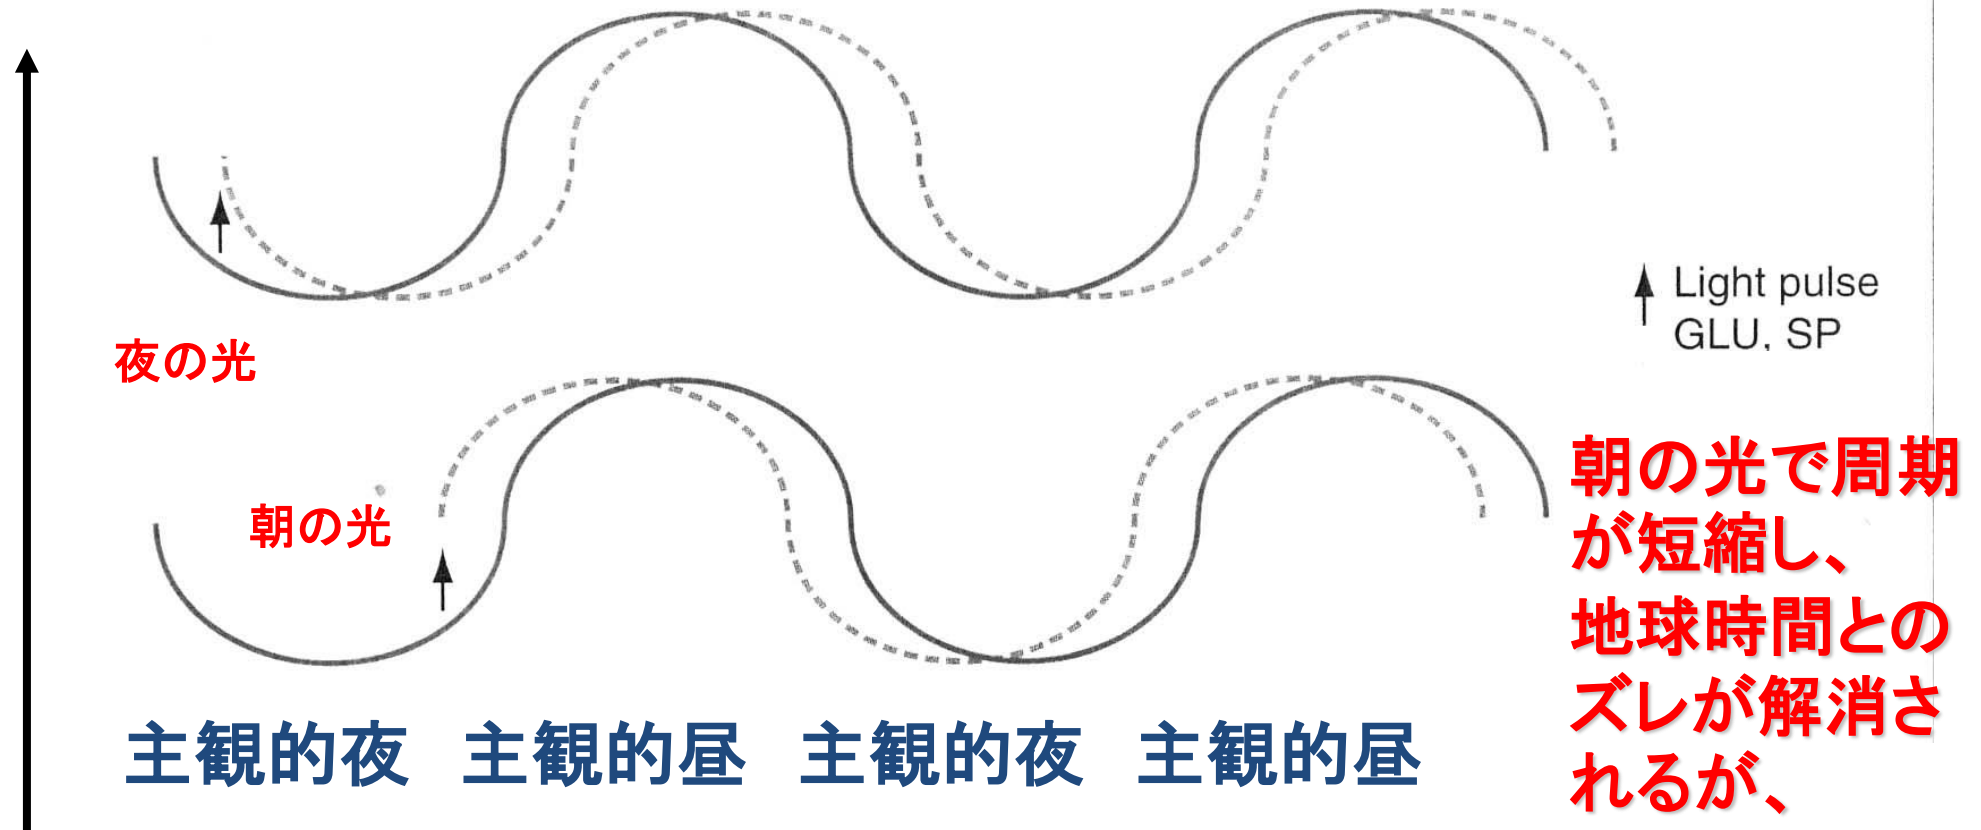 Light pulse
GLU, SP
夜の光
朝の光
朝の光で周期
が短縮し、
地球時間との
ズレが解消さ
れるが、
主観的夜 主観的昼 主観的夜 主観的昼